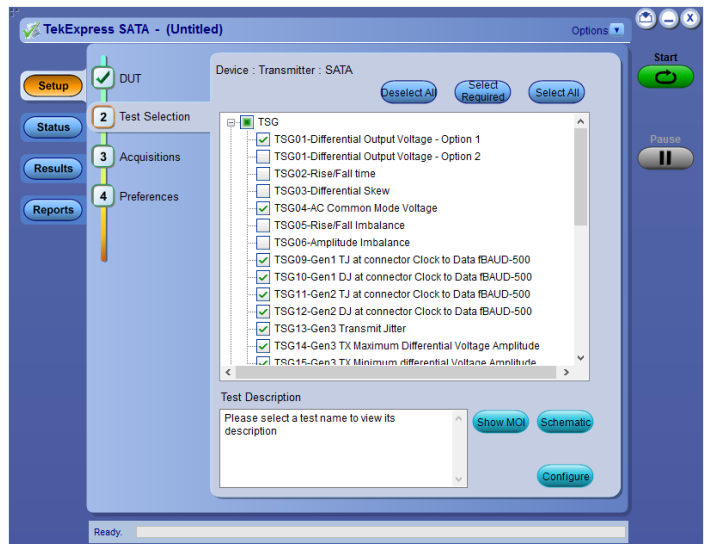 TekExpress SATA - (Untitled)
Options
Setup
Status
Results
Reports
DUT
2 Test Selection
3 Acquisitions
4 Preferences
Device : Transmitter : SATA
Deselect All
Select Required
Select All
TSG
TSG01-Differential Output Voltage - Option 1
TSG01-Differential Output Voltage - Option 2
TSG02-Rise/Fall time
TSG03-Differential Skew
TSG04-AC Common Mode Voltage
TSG05-Rise/Fall Imbalance
TSG06-Amplitude Imbalance
TSG09-Gen1 TJ at connector Clock to Data fBAUD-500
TSG10-Gen1 DJ at connector Clock to Data fBAUD-500
TSG11-Gen2 TJ at connector Clock to Data fBAUD-500
TSG12-Gen2 DJ at connector Clock to Data fBAUD-500
TSG13-Gen3 Transmit Jitter
TSG14-Gen3 TX Maximum Differential Voltage Amplitude
TSG15-Gen3 TX Minimum differential Voltage Amplitude
Test Description
Please select a test name to view its
description
Show MOI
Schematic
Configure
Start
Pause
Ready.